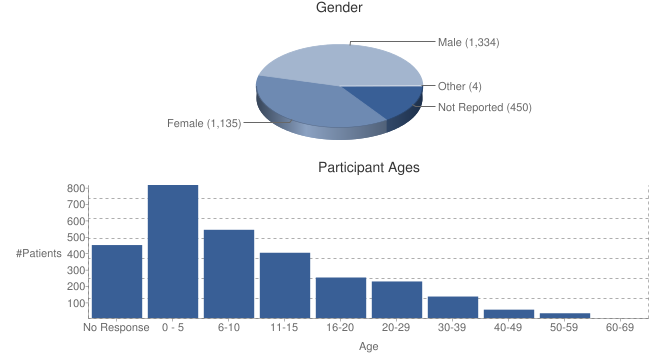 Gender
Male (1,334)
Other (4)
Not Reported (450)
Female (1,135)
Participant Ages
800
700
600
500
#Patients 400
300
200
100
No Response 0 - 5 6-10 11-15 16-20 20-29 30-39 40-49 50-59 60-69
Age